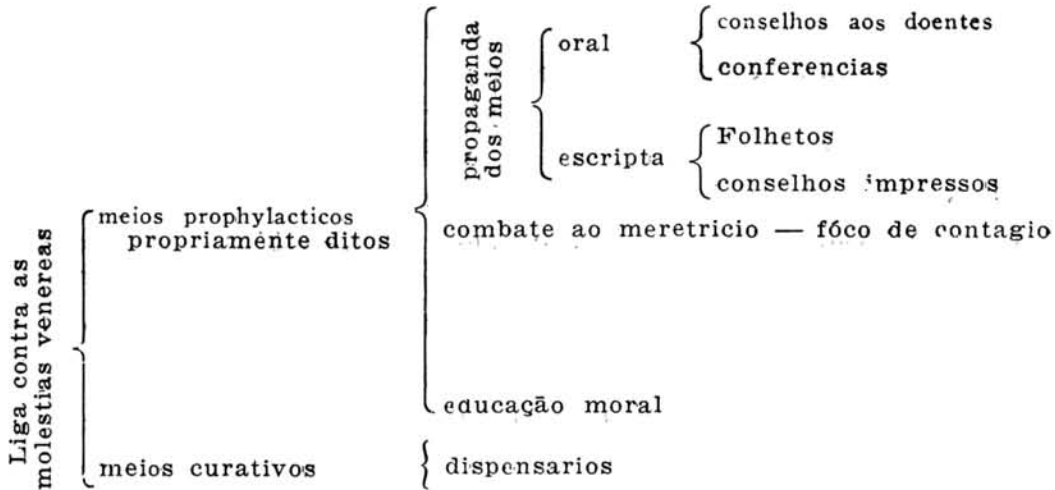 Liga contra as
molestias venereas
meios prophylacticos
propriamente ditos
propaganda
dos meios
oral
conselhos aos doentes
conferencias
escripta
Folhetos
conselhos impressos
combate ao meretricio — fóco de contagio
educação moral
meios curativos
dispensarios